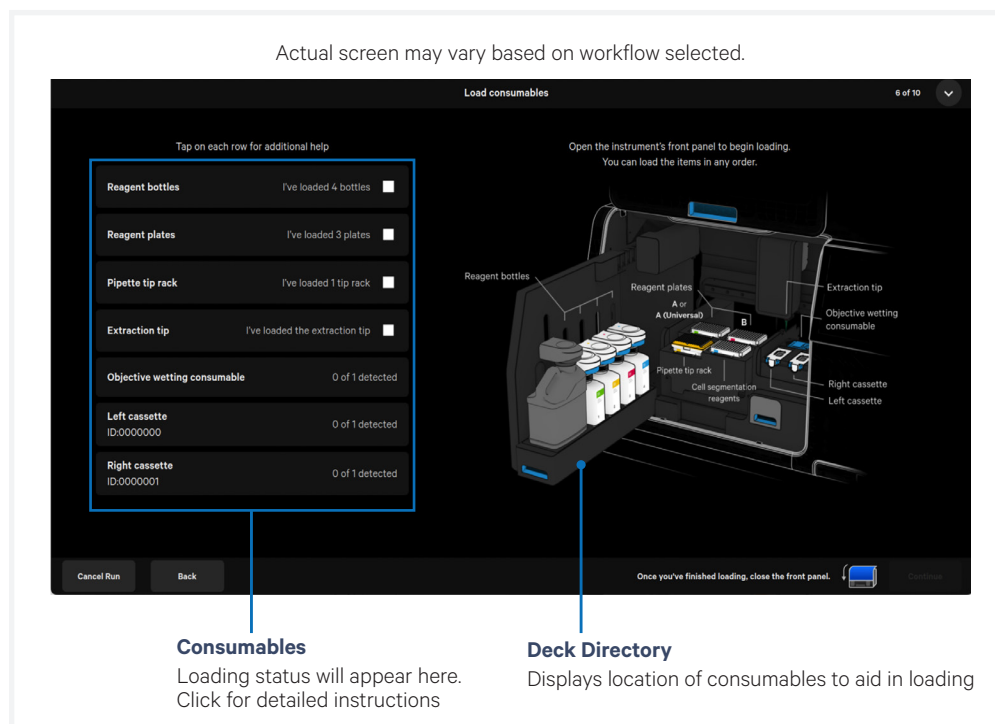 Actual screen may vary based on workflow selected.
Load consumables
6 of 10
Tap on each row for additional help
Reagent bottles
I've loaded 4 bottles
Reagent plates
I've loaded 3 plates
Pipette tip rack
I've loaded 1 tip rack
Extraction tip
I've loaded the extraction tip
Objective wetting consumable
0 of 1 detected
Left cassette
ID:0000000
0 of 1 detected
Right cassette
ID:0000001
0 of 1 detected
Open the instrument's front panel to begin loading.
You can load the items in any order.
Reagent bottles
Reagent plates
A or
A (Universal)
B
Extraction tip
Objective wetting
consumable
Pipette tip rack
Cell segmentation
reagents
Right cassette
Left cassette
Cancel Run
Back
Once you've finished loading, close the front panel.
Continue
Consumables
Loading status will appear here.
Click for detailed instructions
Deck Directory
Displays location of consumables to aid in loading